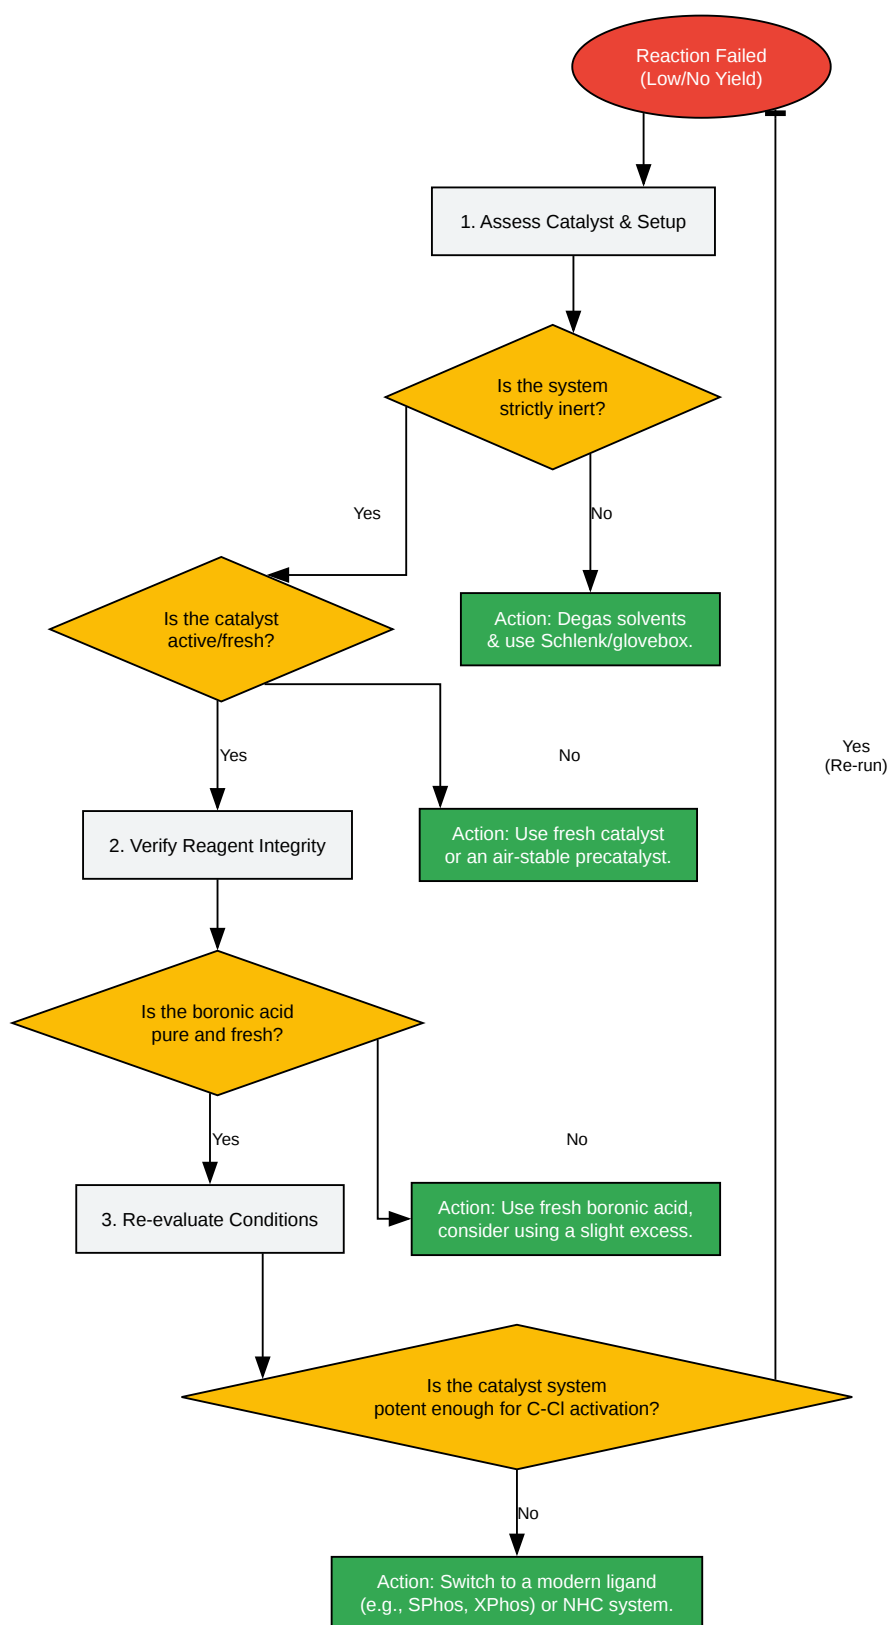 Reaction Failed
(Low/No Yield)
1. Assess Catalyst & Setup
Is the system
strictly inert?
Yes
No
Is the catalyst
active/fresh?
Action: Degas solvents
& use Schlenk/glovebox.
Yes
No
Yes
(Re-run)
2. Verify Reagent Integrity
Action: Use fresh catalyst
or an air-stable precatalyst.
Is the boronic acid
pure and fresh?
Yes
No
3. Re-evaluate Conditions
Action: Use fresh boronic acid,
consider using a slight excess.
Is the catalyst system
potent enough for C-Cl activation?
No
Action: Switch to a modern ligand
(e.g., SPhos, XPhos) or NHC system.